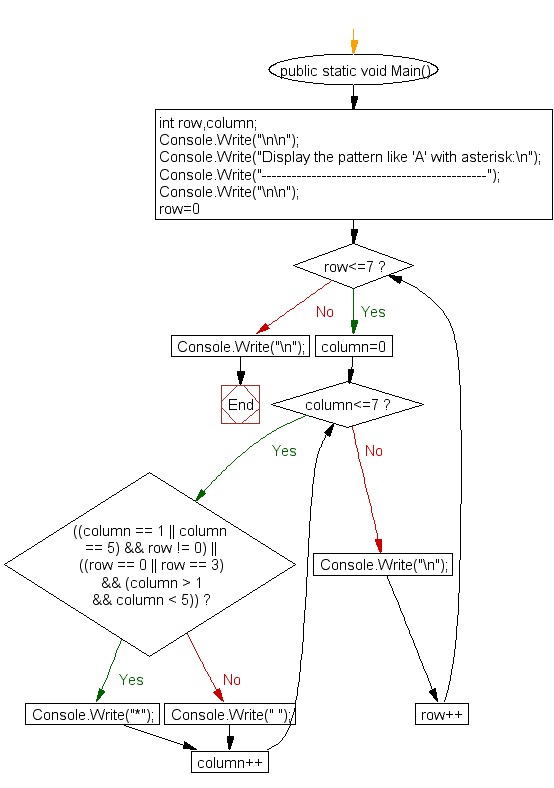 public static void Main()
int row,column;
Console.Write("\n\n");
Console.Write("Display the pattern like 'A' with asterisk:\n");
Console.Write("---------------------------------------------");
Console.Write("\n\n");
row=0
row<=7 ?
No
Yes
Console.Write("\n");
column=0
End
column<=7 ?
Yes
No
((column == 1 || column
== 5) && row != 0) ||
((row == 0 || row == 3)
&& (column > 1
&& column < 5)) ?
Console.Write("\n");
Yes
No
Console.Write("*");
Console.Write(" ");
row++
column++